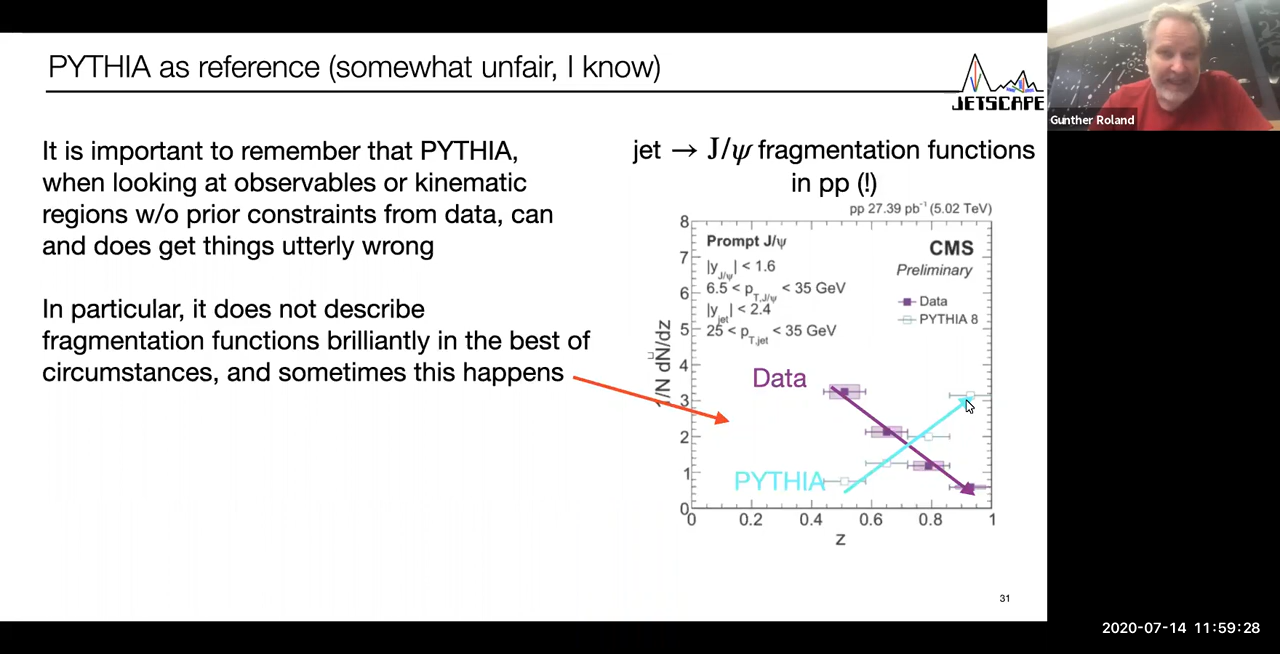 PYTHIA as reference (somewhat unfair, I know)
JETSCAPE
Gunther Roland
It is important to remember that PYTHIA,
when looking at observables or kinematic
regions w/o prior constraints from data, can
and does get things utterly wrong
In particular, it does not describe
fragmentation functions brilliantly in the best of
circumstances, and sometimes this happens
jet → J/ψ fragmentation functions
in pp (!)
pp 27.39 pb⁻¹ (5.02 TeV)
Prompt J/ψ
|y_J/ψ| < 1.6
6.5 < p_T,J/ψ < 35 GeV
|y_jet| < 2.4
25 < p_T,jet < 35 GeV
CMS
Preliminary
Data
PYTHIA 8
8
7
6
5
4
3
2
1
0
1/N dN/dz
Data
PYTHIA
0 0.2 0.4 0.6 0.8 1
z
31
2020-07-14 11:59:28